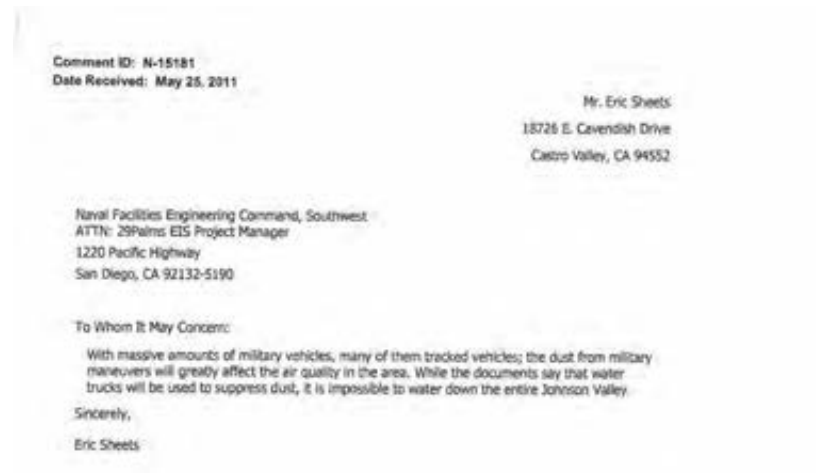 Comment ID: N-15181
Date Received: May 25, 2011
Mr. Eric Sheets
18726 E. Cavendish Drive
Castro Valley, CA 94552
Naval Facilities Engineering Command, Southwest
ATTN: 29Palms EIS Project Manager
1220 Pacific Highway
San Diego, CA 92132-5190
To Whom It May Concern:
With massive amounts of military vehicles, many of them tracked vehicles; the dust from military
maneuvers will greatly affect the air quality in the area. While the documents say that water
trucks will be used to suppress dust, it is impossible to water down the entire Johnson Valley
Sincerely,
Eric Sheets